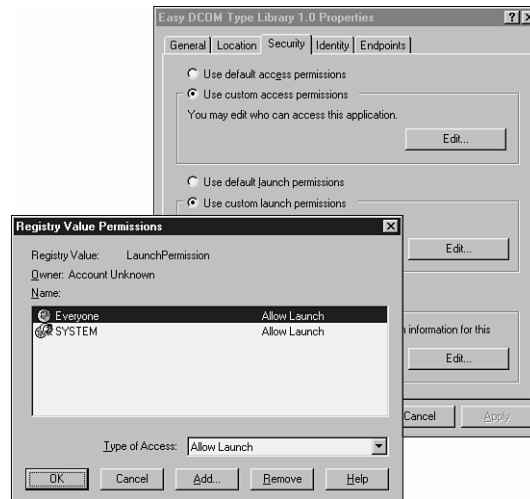 Easy DCOM Type Library 1.0 Properties
General Location Security Identity Endpoints
Use default access permissions
Use custom access permissions
You may edit who can access this application.
Edit...
Use default launch permissions
Use custom launch permissions
Edit...
information for this
Edit...
Cancel Apply
Registry Value Permissions
Registry Value: LaunchPermission
Owner: Account Unknown
Name:
Everyone Allow Launch
SYSTEM Allow Launch
Type of Access: Allow Launch
OK Cancel Add... Remove Help